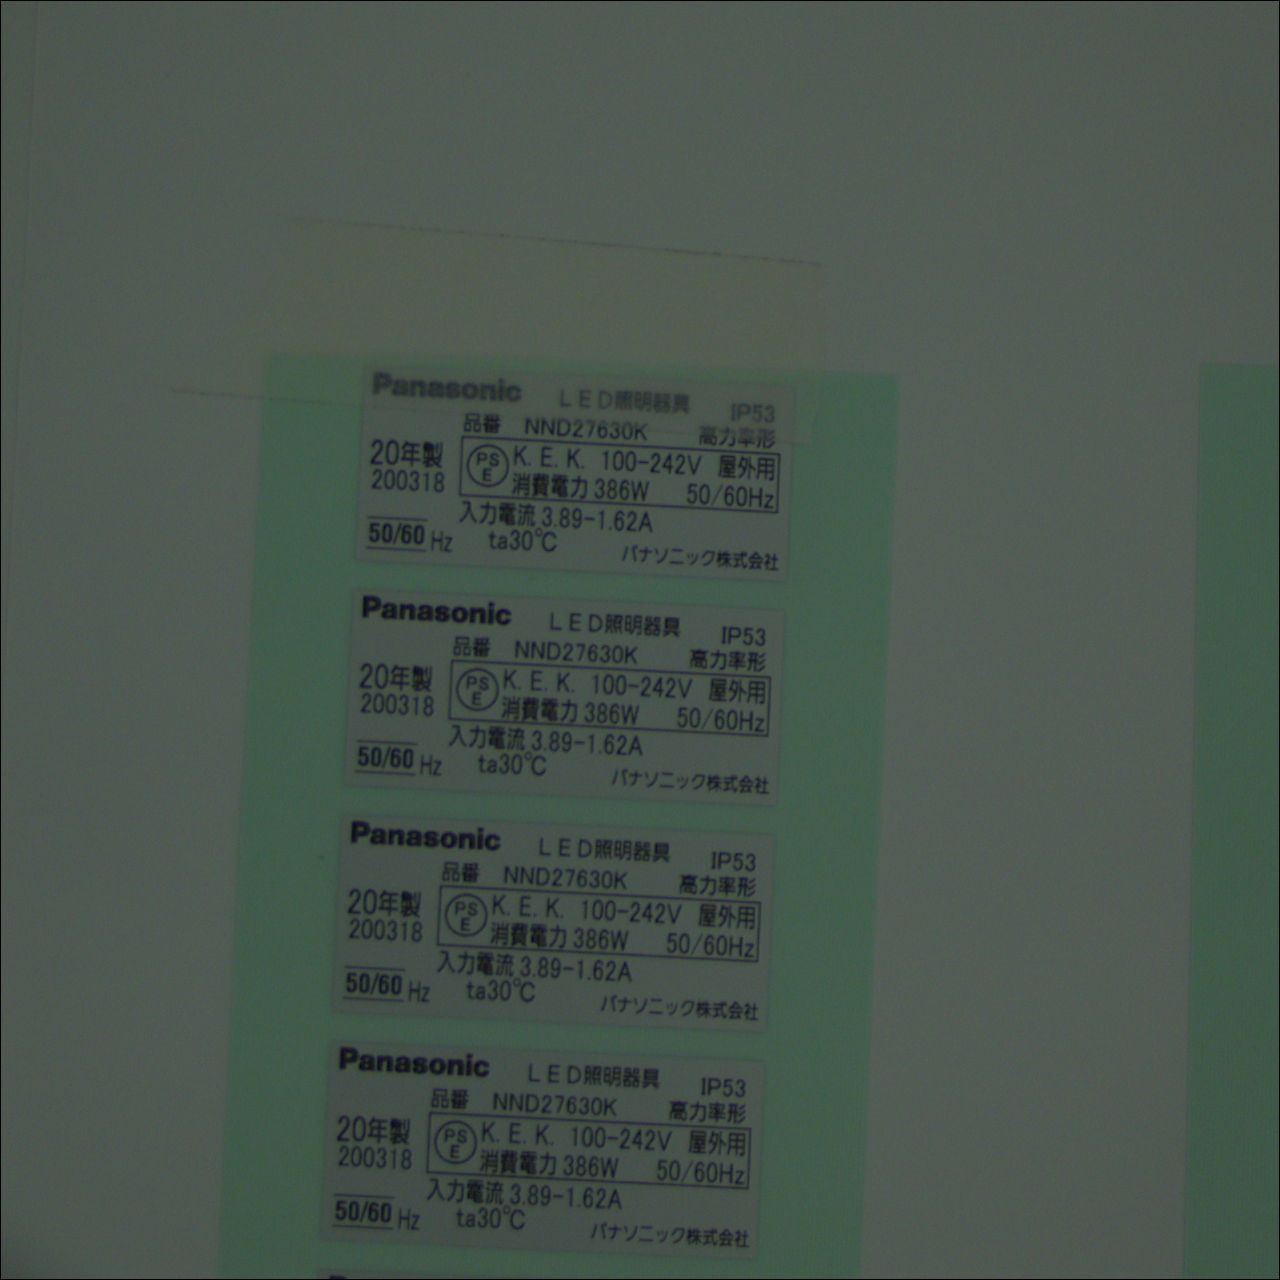 Panasonic LED照明器具 IP53
品番 NND27630K 高力率形
20年製 PSE K. E. K. 100-242V 屋外用
200318 消費電力 386W 50/60Hz
入力電流 3.89-1.62A
50/60 Hz ta30℃ パナソニック株式会社
Panasonic LED照明器具 IP53
品番 NND27630K 高力率形
20年製 PSE K. E. K. 100-242V 屋外用
200318 消費電力 386W 50/60Hz
入力電流 3.89-1.62A
50/60 Hz ta30℃ パナソニック株式会社
Panasonic LED照明器具 IP53
品番 NND27630K 高力率形
20年製 PSE K. E. K. 100-242V 屋外用
200318 消費電力 386W 50/60Hz
入力電流 3.89-1.62A
50/60 Hz ta30℃ パナソニック株式会社
Panasonic LED照明器具 IP53
品番 NND27630K 高力率形
20年製 PSE K. E. K. 100-242V 屋外用
200318 消費電力 386W 50/60Hz
入力電流 3.89-1.62A
50/60 Hz ta30℃ パナソニック株式会社